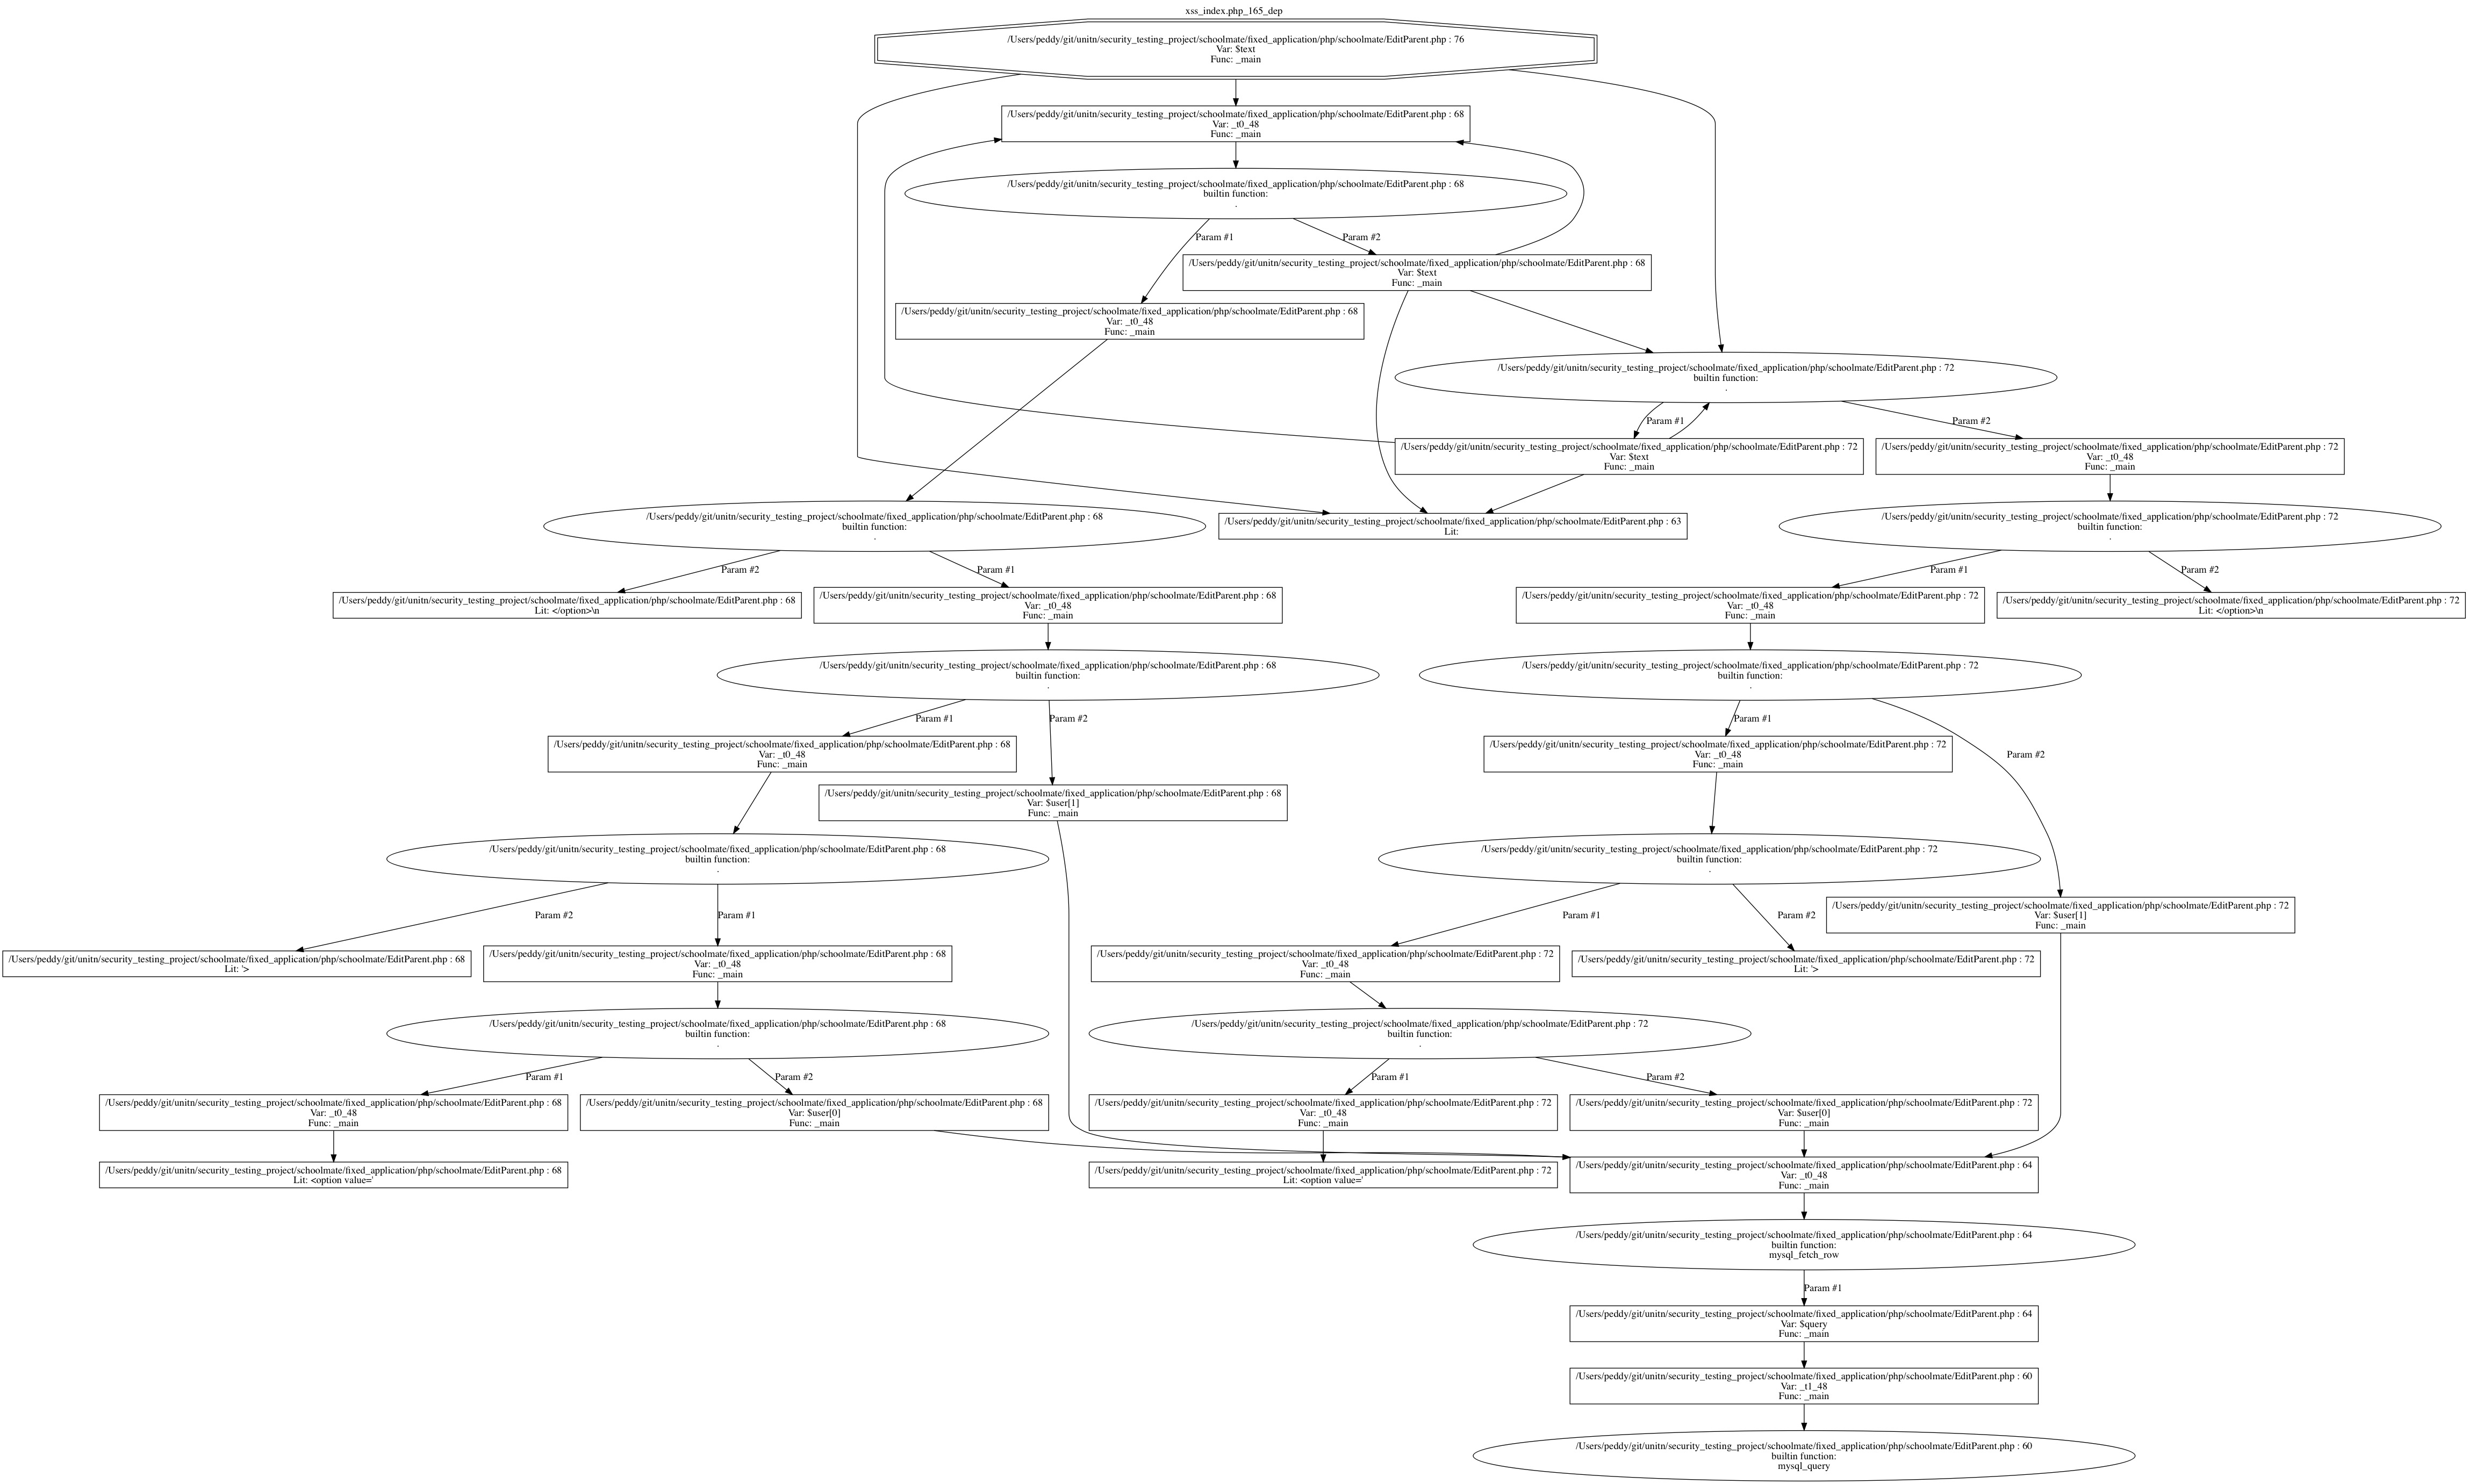 xss_index.php_165_dep
/Users/peddy/git/unitn/security_testing_project/schoolmate/fixed_application/php/schoolmate/EditParent.php : 76
Var: $text
Func: _main
/Users/peddy/git/unitn/security_testing_project/schoolmate/fixed_application/php/schoolmate/EditParent.php : 68
Var: _t0_48
Func: _main
/Users/peddy/git/unitn/security_testing_project/schoolmate/fixed_application/php/schoolmate/EditParent.php : 68
builtin function:
.
Param #1
Param #2
/Users/peddy/git/unitn/security_testing_project/schoolmate/fixed_application/php/schoolmate/EditParent.php : 68
Var: $text
Func: _main
/Users/peddy/git/unitn/security_testing_project/schoolmate/fixed_application/php/schoolmate/EditParent.php : 68
Var: _t0_48
Func: _main
/Users/peddy/git/unitn/security_testing_project/schoolmate/fixed_application/php/schoolmate/EditParent.php : 72
builtin function:
.
Param #1
Param #2
/Users/peddy/git/unitn/security_testing_project/schoolmate/fixed_application/php/schoolmate/EditParent.php : 72
Var: $text
Func: _main
/Users/peddy/git/unitn/security_testing_project/schoolmate/fixed_application/php/schoolmate/EditParent.php : 72
Var: _t0_48
Func: _main
/Users/peddy/git/unitn/security_testing_project/schoolmate/fixed_application/php/schoolmate/EditParent.php : 68
builtin function:
.
/Users/peddy/git/unitn/security_testing_project/schoolmate/fixed_application/php/schoolmate/EditParent.php : 63
Lit:
/Users/peddy/git/unitn/security_testing_project/schoolmate/fixed_application/php/schoolmate/EditParent.php : 72
builtin function:
.
Param #2
Param #1
Param #1
Param #2
/Users/peddy/git/unitn/security_testing_project/schoolmate/fixed_application/php/schoolmate/EditParent.php : 68
Lit: </option>\n
/Users/peddy/git/unitn/security_testing_project/schoolmate/fixed_application/php/schoolmate/EditParent.php : 68
Var: _t0_48
Func: _main
/Users/peddy/git/unitn/security_testing_project/schoolmate/fixed_application/php/schoolmate/EditParent.php : 72
Var: _t0_48
Func: _main
/Users/peddy/git/unitn/security_testing_project/schoolmate/fixed_application/php/schoolmate/EditParent.php : 72
Lit: </option>\n
/Users/peddy/git/unitn/security_testing_project/schoolmate/fixed_application/php/schoolmate/EditParent.php : 68
builtin function:
.
/Users/peddy/git/unitn/security_testing_project/schoolmate/fixed_application/php/schoolmate/EditParent.php : 72
builtin function:
.
Param #1
Param #2
Param #1
Param #2
/Users/peddy/git/unitn/security_testing_project/schoolmate/fixed_application/php/schoolmate/EditParent.php : 68
Var: _t0_48
Func: _main
/Users/peddy/git/unitn/security_testing_project/schoolmate/fixed_application/php/schoolmate/EditParent.php : 72
Var: _t0_48
Func: _main
/Users/peddy/git/unitn/security_testing_project/schoolmate/fixed_application/php/schoolmate/EditParent.php : 68
Var: $user[1]
Func: _main
/Users/peddy/git/unitn/security_testing_project/schoolmate/fixed_application/php/schoolmate/EditParent.php : 68
builtin function:
.
/Users/peddy/git/unitn/security_testing_project/schoolmate/fixed_application/php/schoolmate/EditParent.php : 72
builtin function:
.
Param #2
Param #1
Param #1
Param #2
/Users/peddy/git/unitn/security_testing_project/schoolmate/fixed_application/php/schoolmate/EditParent.php : 72
Var: $user[1]
Func: _main
/Users/peddy/git/unitn/security_testing_project/schoolmate/fixed_application/php/schoolmate/EditParent.php : 68
Lit: '>
/Users/peddy/git/unitn/security_testing_project/schoolmate/fixed_application/php/schoolmate/EditParent.php : 68
Var: _t0_48
Func: _main
/Users/peddy/git/unitn/security_testing_project/schoolmate/fixed_application/php/schoolmate/EditParent.php : 72
Var: _t0_48
Func: _main
/Users/peddy/git/unitn/security_testing_project/schoolmate/fixed_application/php/schoolmate/EditParent.php : 72
Lit: '>
/Users/peddy/git/unitn/security_testing_project/schoolmate/fixed_application/php/schoolmate/EditParent.php : 68
builtin function:
.
/Users/peddy/git/unitn/security_testing_project/schoolmate/fixed_application/php/schoolmate/EditParent.php : 72
builtin function:
.
Param #1
Param #2
Param #1
Param #2
/Users/peddy/git/unitn/security_testing_project/schoolmate/fixed_application/php/schoolmate/EditParent.php : 68
Var: _t0_48
Func: _main
/Users/peddy/git/unitn/security_testing_project/schoolmate/fixed_application/php/schoolmate/EditParent.php : 68
Var: $user[0]
Func: _main
/Users/peddy/git/unitn/security_testing_project/schoolmate/fixed_application/php/schoolmate/EditParent.php : 72
Var: _t0_48
Func: _main
/Users/peddy/git/unitn/security_testing_project/schoolmate/fixed_application/php/schoolmate/EditParent.php : 72
Var: $user[0]
Func: _main
/Users/peddy/git/unitn/security_testing_project/schoolmate/fixed_application/php/schoolmate/EditParent.php : 68
Lit: <option value='
/Users/peddy/git/unitn/security_testing_project/schoolmate/fixed_application/php/schoolmate/EditParent.php : 72
Lit: <option value='
/Users/peddy/git/unitn/security_testing_project/schoolmate/fixed_application/php/schoolmate/EditParent.php : 64
Var: _t0_48
Func: _main
/Users/peddy/git/unitn/security_testing_project/schoolmate/fixed_application/php/schoolmate/EditParent.php : 64
builtin function:
mysql_fetch_row
Param #1
/Users/peddy/git/unitn/security_testing_project/schoolmate/fixed_application/php/schoolmate/EditParent.php : 64
Var: $query
Func: _main
/Users/peddy/git/unitn/security_testing_project/schoolmate/fixed_application/php/schoolmate/EditParent.php : 60
Var: _t1_48
Func: _main
/Users/peddy/git/unitn/security_testing_project/schoolmate/fixed_application/php/schoolmate/EditParent.php : 60
builtin function:
mysql_query